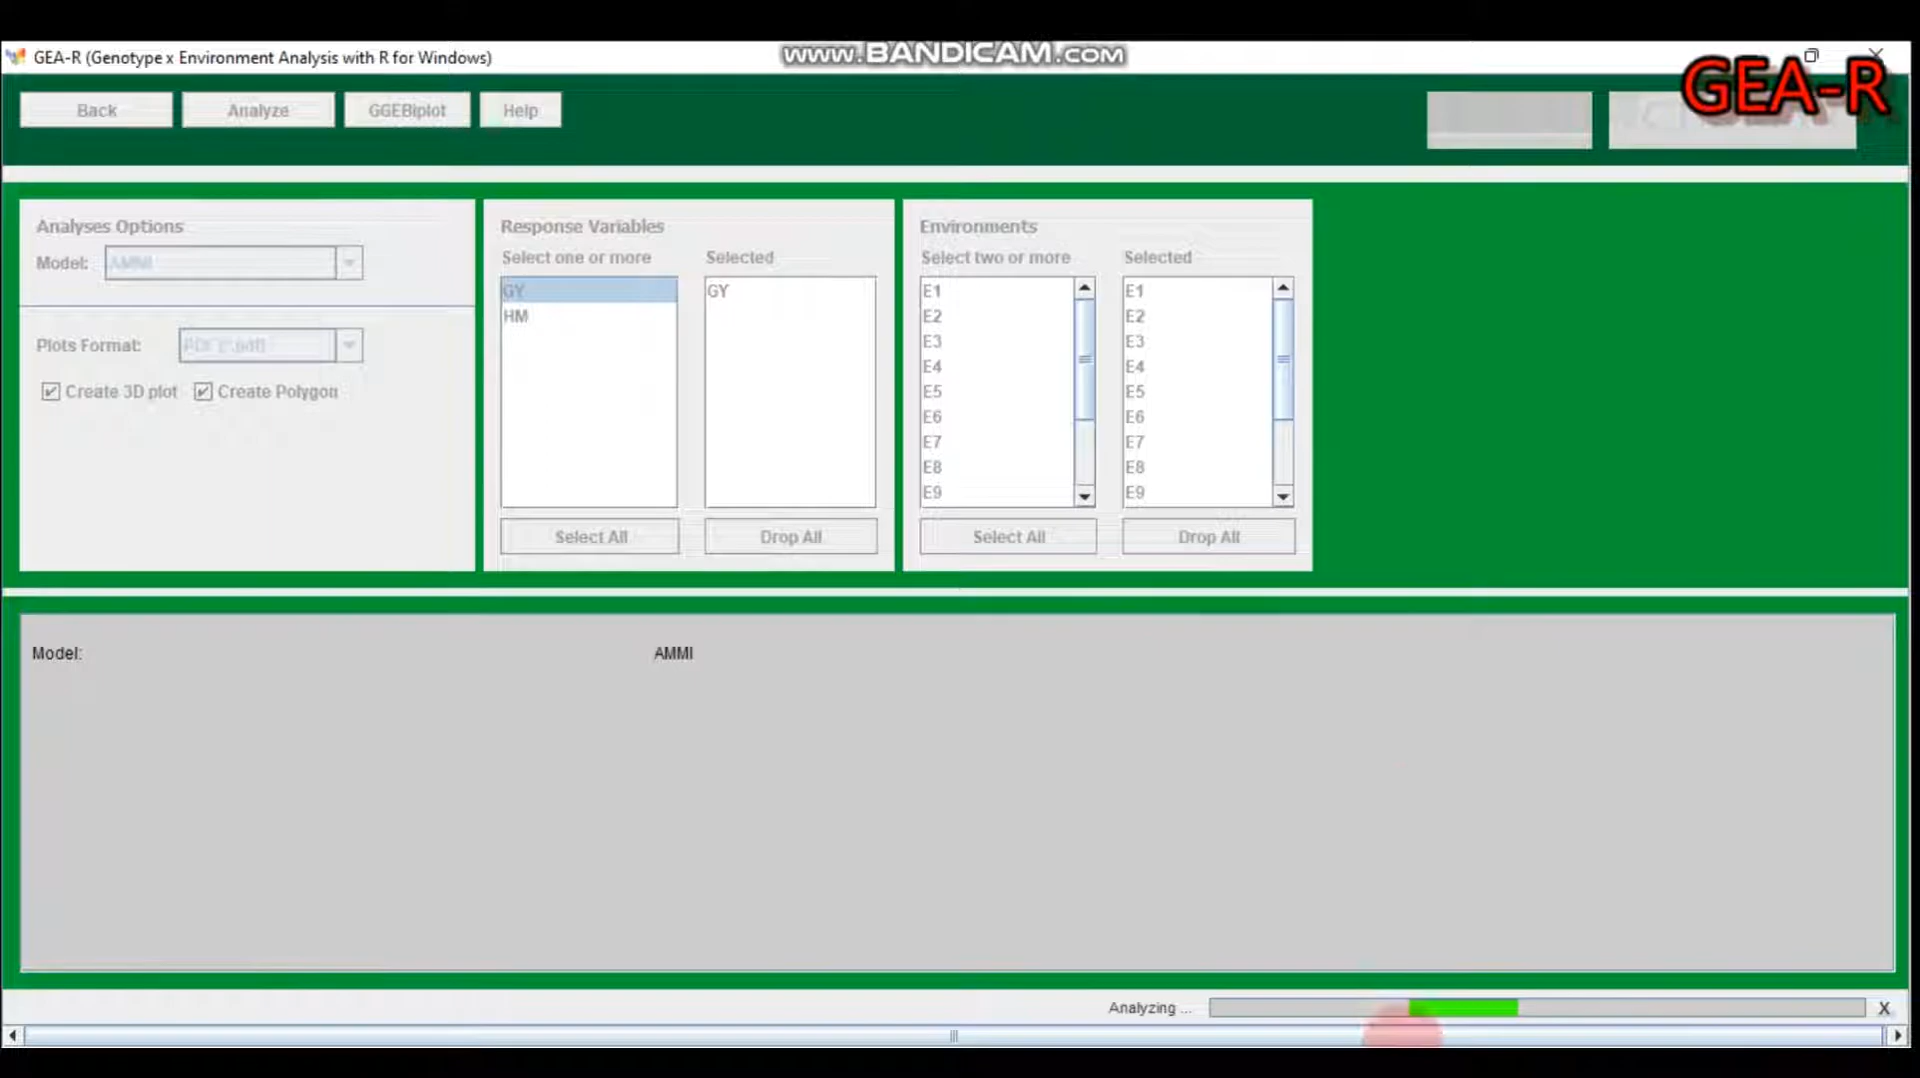 GEA-R (Genotype x Environment Analysis with R for Windows)
www.BANDICAM.com
GEA-R
Back
Analyze
GGEBiplot
Help
Analyses Options
Model:
AMMI
Plots Format:
PDF (*.pdf)
Create 3D plot
Create Polygon
Response Variables
Select one or more
Selected
GY
HM
GY
Select All
Drop All
Environments
Select two or more
Selected
E1
E2
E3
E4
E5
E6
E7
E8
E9
E1
E2
E3
E4
E5
E6
E7
E8
E9
Select All
Drop All
Model:
AMMI
Analyzing ...
X